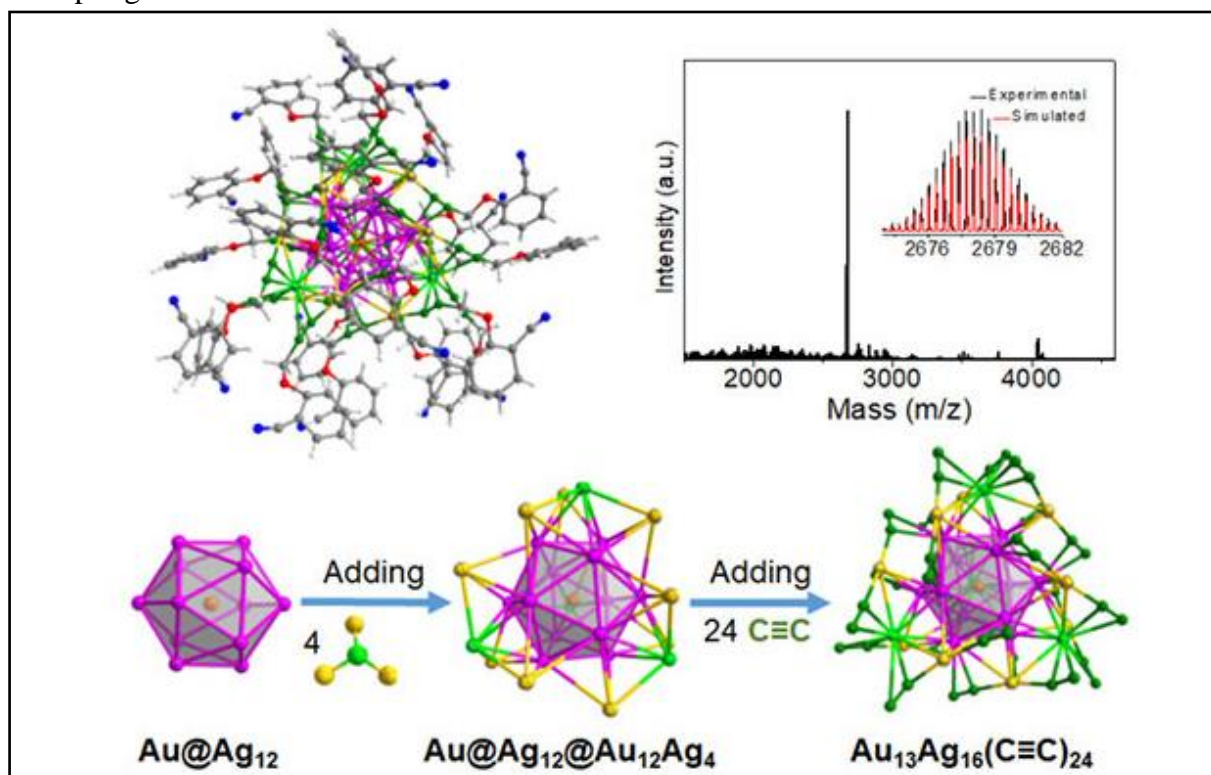 Experimental
Simulated
2676 2679 2682
Intensity (a.u.)
2000 3000 4000
Mass (m/z)
Adding
4
Adding
24 C≡C
Au@Ag12
Au@Ag12@Au12Ag4
Au13Ag16(C≡C)24